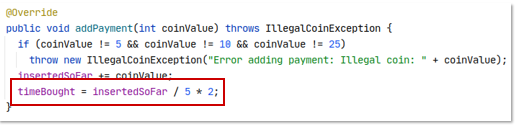 @Override
public void addPayment(int coinValue) throws IllegalCoinException {
if (coinValue != 5 && coinValue != 10 && coinValue != 25)
throw new IllegalCoinException("Error adding payment: Illegal coin: " + coinValue);
insertedSoFar += coinValue;
timeBought = insertedSoFar / 5 * 2;
}